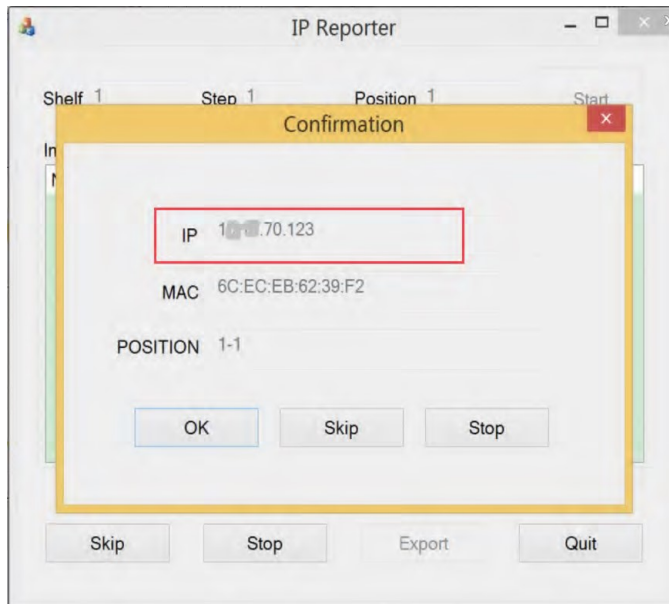 IP Reporter
Shelf 1 Step 1 Position 1 Start
Confirmation
IP .70.123
MAC 6C:EC:EB:62:39:F2
POSITION 1-1
OK Skip Stop
Skip Stop Export Quit